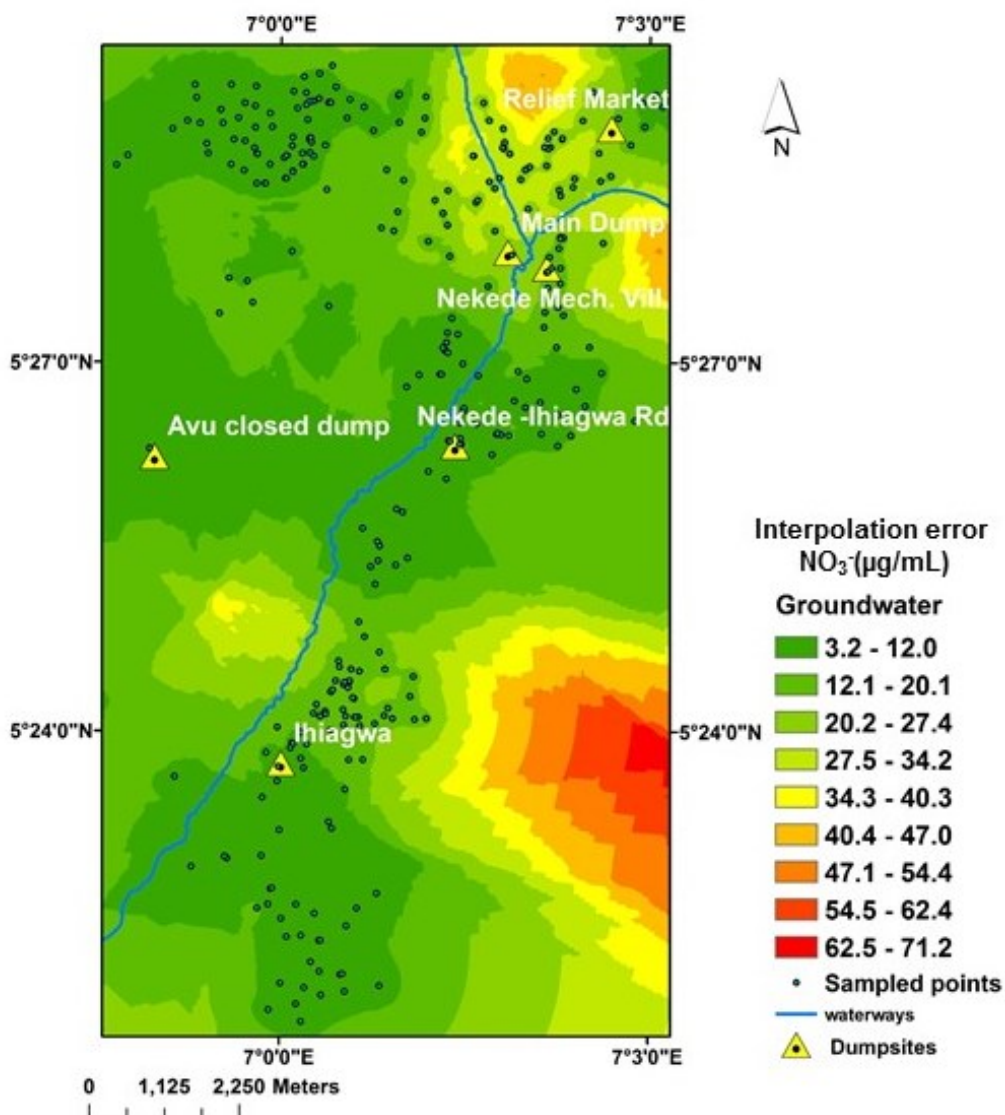 7°0'0"E
7°3'0"E
Relief Market
N
Main Dump
Nekede Mech. Vill.
5°27'0"N
5°27'0"N
Avu closed dump
Nekede -Ihiagwa Rd
Interpolation error
NO₃⁻(µg/mL)
Groundwater
3.2 - 12.0
12.1 - 20.1
20.2 - 27.4
27.5 - 34.2
34.3 - 40.3
40.4 - 47.0
47.1 - 54.4
54.5 - 62.4
62.5 - 71.2
Sampled points
waterways
Dumpsites
5°24'0"N
5°24'0"N
Ihiagwa
7°0'0"E
7°3'0"E
0 1,125 2,250 Meters